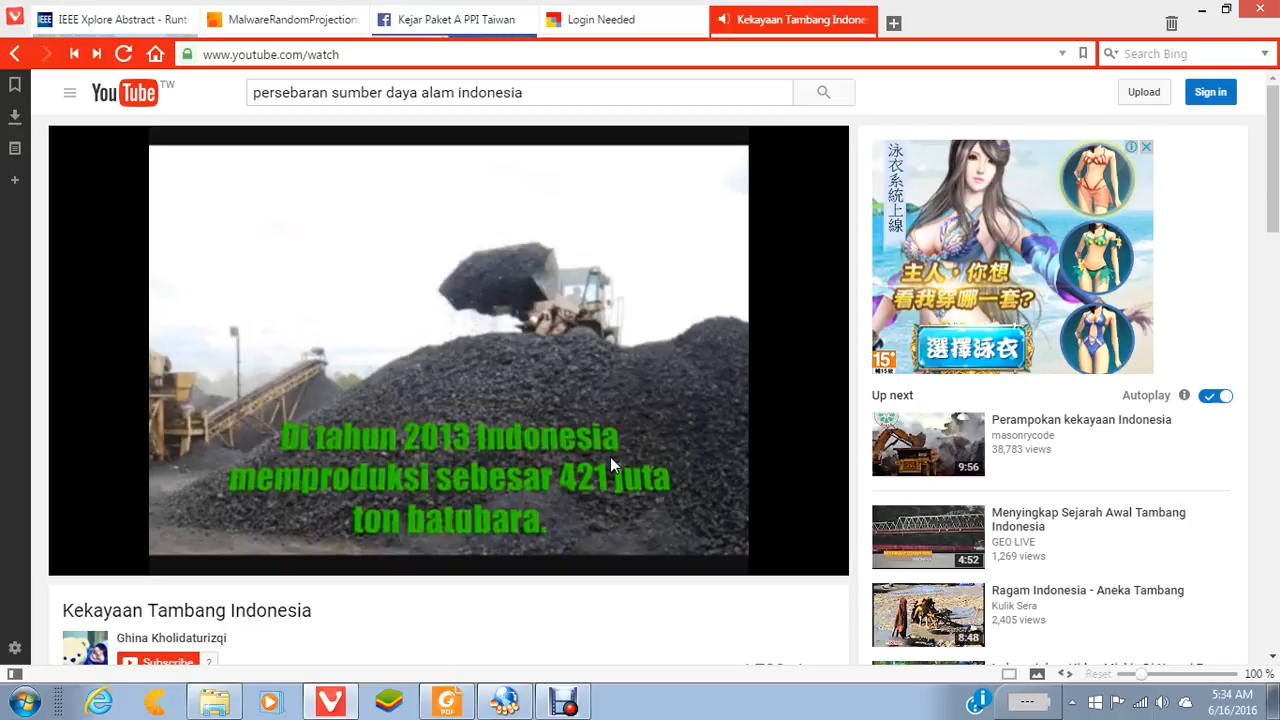 IEEE Xplore Abstract - Runt
MalwareRandomProjection
Kejar Paket A PPI Taiwan
Login Needed
Kekayaan Tambang Indone
www.youtube.com/watch
Search Bing
YouTube TW
persebaran sumber daya alam indonesia
Upload
Sign in
泳衣系統上線
主人，你想
看我穿哪一套?
選擇泳衣
15+
Tahun 2013 Indonesia
memproduksi sebesar 421 juta
ton batubara.
Up next
Autoplay
Perampokan kekayaan Indonesia
masonrycode
38,783 views
9:56
Menyingkap Sejarah Awal Tambang
Indonesia
GEO LIVE
1,269 views
4:52
Ragam Indonesia - Aneka Tambang
Kulik Sera
2,405 views
8:48
Kekayaan Tambang Indonesia
Ghina Kholidaturizqi
Subscribe
2
Reset
100 %
PDF
5:34 AM
6/16/2016